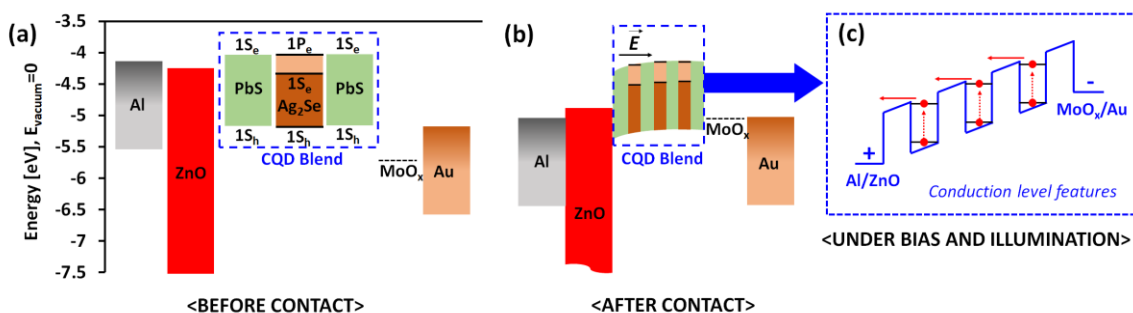 (a)
Energy [eV], E_vacuum=0
-3.5
-4
-4.5
-5
-5.5
-6
-6.5
-7
-7.5
1S_e 1P_e 1S_e
PbS 1S_e Ag₂Se PbS
1S_h 1S_h 1S_h
CQD Blend
Al
ZnO
MoO_x
Au
<BEFORE CONTACT>
(b)
E
CQD Blend
Al
ZnO
MoO_x
Au
<AFTER CONTACT>
(c)
-
MoO_x/Au
+
Al/ZnO
Conduction level features
<UNDER BIAS AND ILLUMINATION>